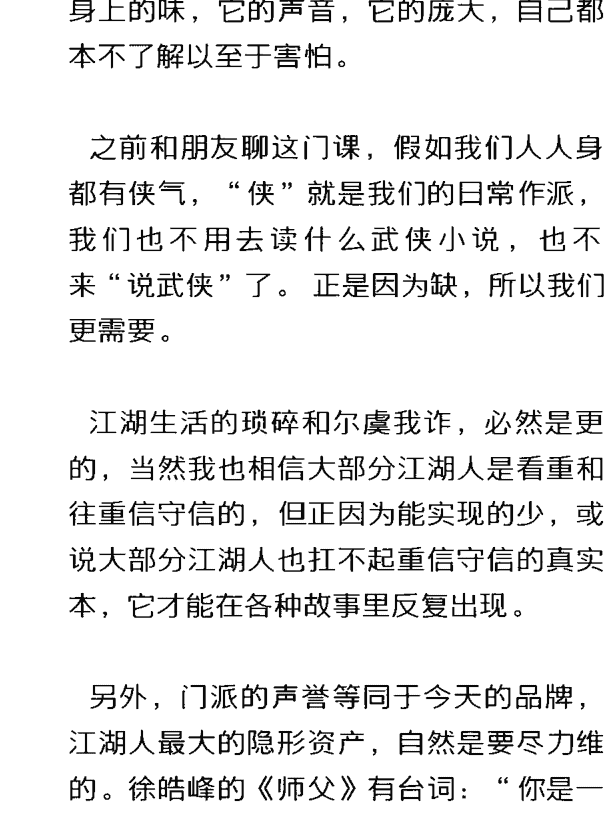 身上的味，它的声音，它的庞大，自己都
本不了解以至于害怕。
之前和朋友聊这门课，假如我们人人身
都有侠气，“侠”就是我们的日常作派，
我们也不用去读什么武侠小说，也不
来“说武侠”了。 正是因为缺，所以我们
更需要。
江湖生活的琐碎和尔虞我诈，必然是更
的，当然我也相信大部分江湖人是看重和
往重信守信的，但正因为能实现的少，或
说大部分江湖人也扛不起重信守信的真实
本，它才能在各种故事里反复出现。
另外，门派的声誉等同于今天的品牌，
江湖人最大的隐形资产，自然是要尽力维
的。徐皓峰的《师父》有台词：“你是一